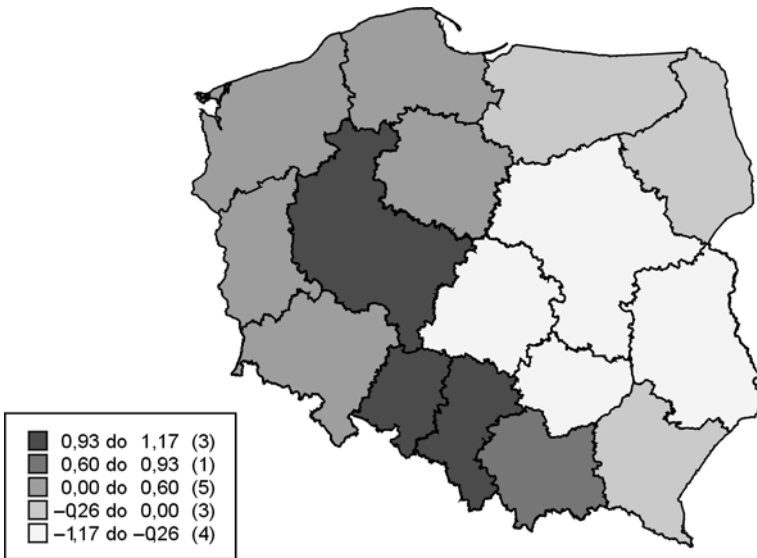 0,93 do 1,17 (3)
0,60 do 0,93 (1)
0,00 do 0,60 (5)
–0,26 do 0,00 (3)
–1,17 do –0,26 (4)